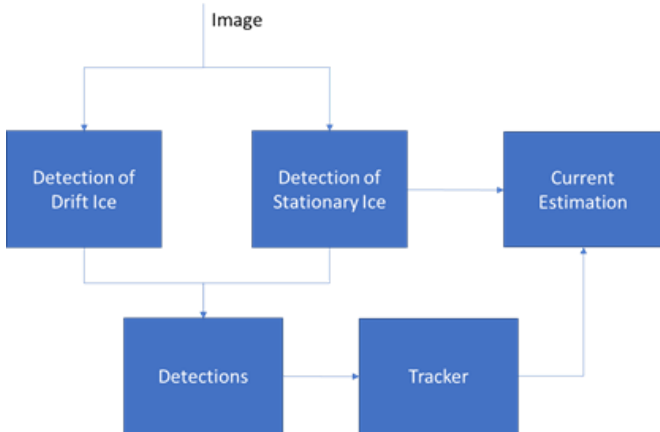 Image
Detection of
Drift Ice
Detection of
Stationary Ice
Current
Estimation
Detections
Tracker